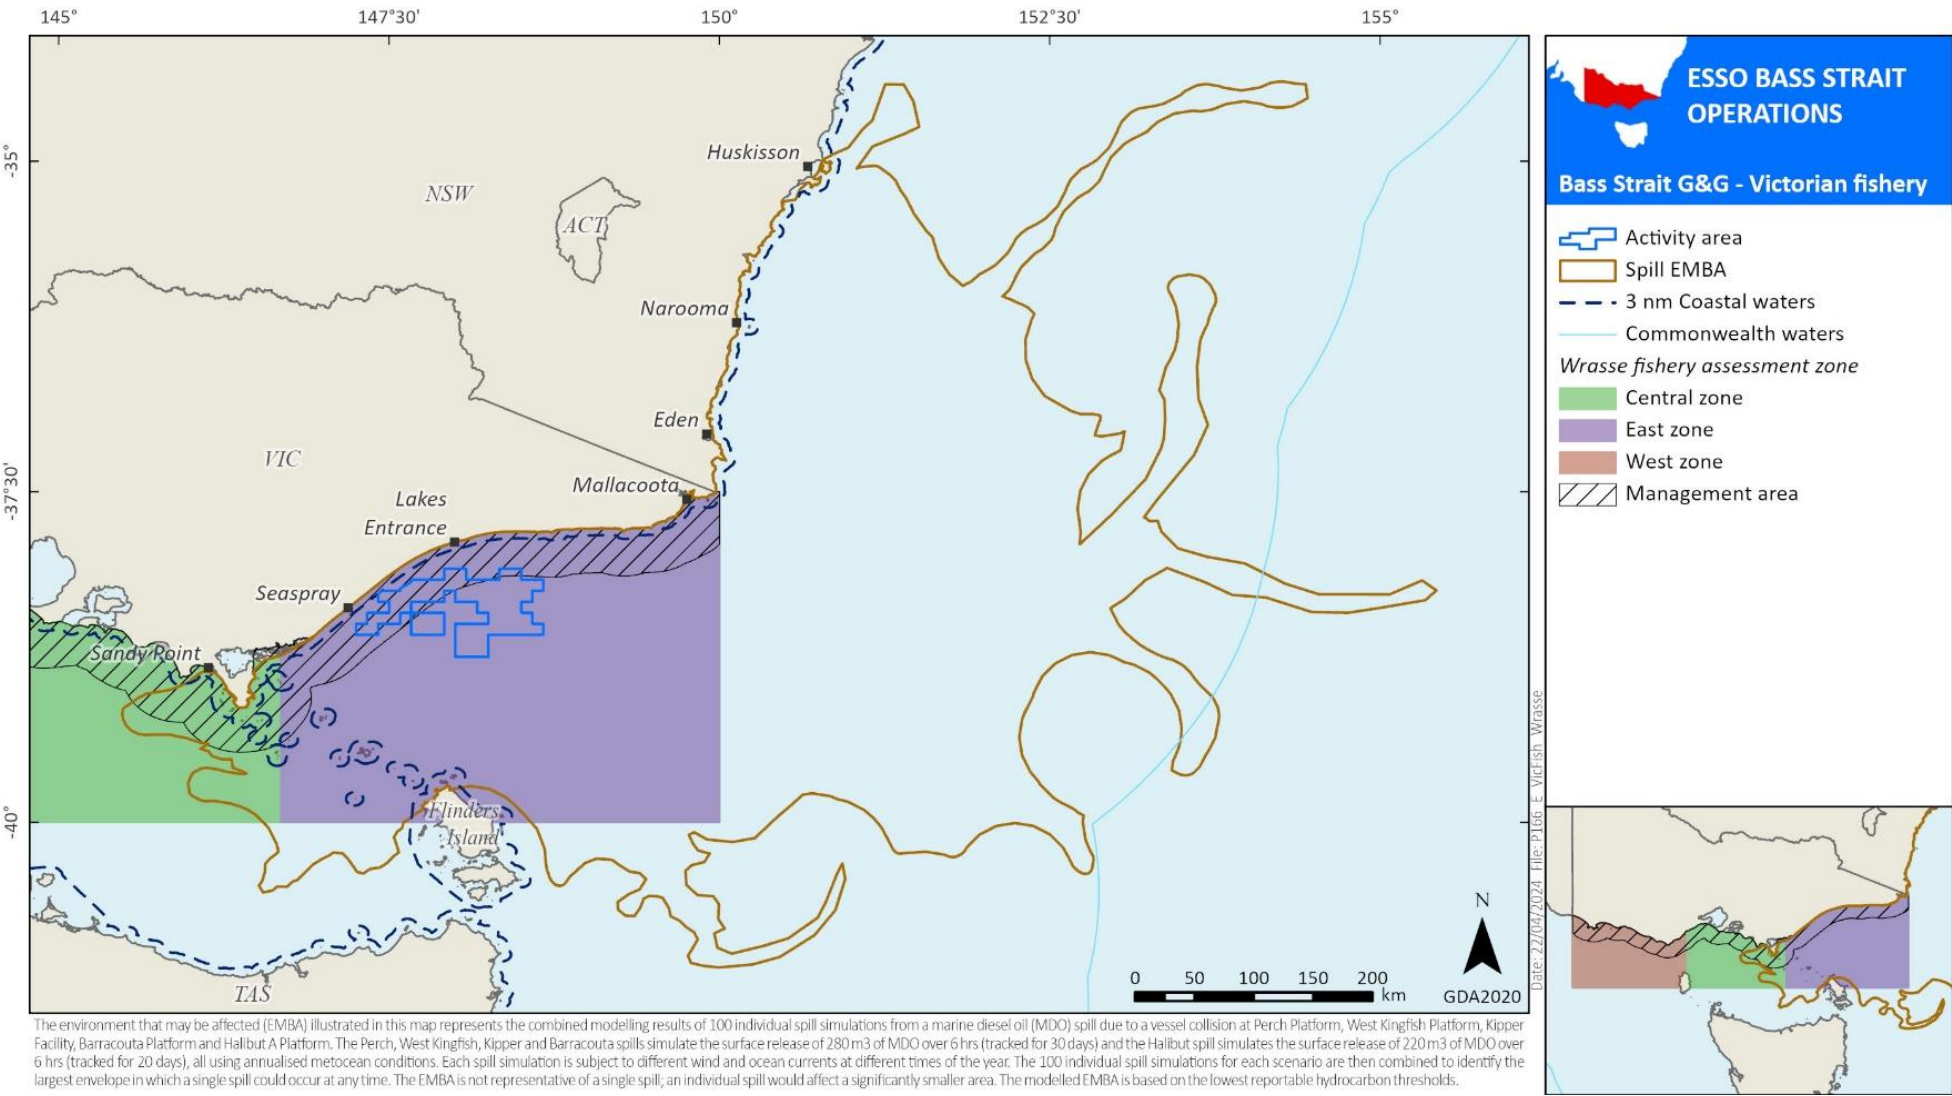 145°
147°30'
150°
152°30'
155°
-35°
-37°30'
-40°
Huskisson
NSW
ACT
Narooma
Eden
VIC
Mallacoota
Lakes
Entrance
Seaspray
Sandy Point
Flinders
Island
TAS
N
0 50 100 150 200
km
GDA2020
Date: 22/04/2024 File: P166_E_VicFish_Wrasse
ESSO BASS STRAIT
OPERATIONS
Bass Strait G&G - Victorian fishery
Activity area
Spill EMBA
3 nm Coastal waters
Commonwealth waters
Wrasse fishery assessment zone
Central zone
East zone
West zone
Management area
The environment that may be affected (EMBA) illustrated in this map represents the combined modelling results of 100 individual spill simulations from a marine diesel oil (MDO) spill due to a vessel collision at Perch Platform, West Kingfish Platform, Kipper
Facility, Barracouta Platform and Halibut A Platform. The Perch, West Kingfish, Kipper and Barracouta spills simulate the surface release of 280 m3 of MDO over 6 hrs (tracked for 30 days) and the Halibut spill simulates the surface release of 220 m3 of MDO over
6 hrs (tracked for 20 days), all using annualised metocean conditions. Each spill simulation is subject to different wind and ocean currents at different times of the year. The 100 individual spill simulations for each scenario are then combined to identify the
largest envelope in which a single spill could occur at any time. The EMBA is not representative of a single spill; an individual spill would affect a significantly smaller area. The modelled EMBA is based on the lowest reportable hydrocarbon thresholds.